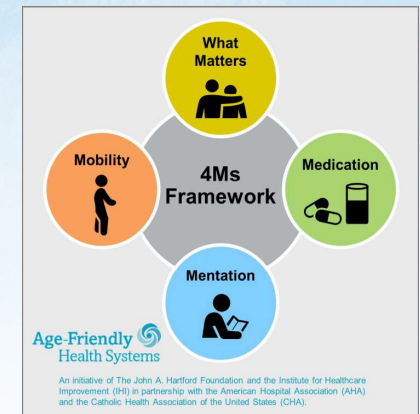 What
Matters
Mobility
4Ms
Framework
Medication
Mentation
Age-Friendly
Health Systems
An initiative of The John A. Hartford Foundation and the Institute for Healthcare
Improvement (IHI) in partnership with the American Hospital Association (AHA)
and the Catholic Health Association of the United States (CHA).